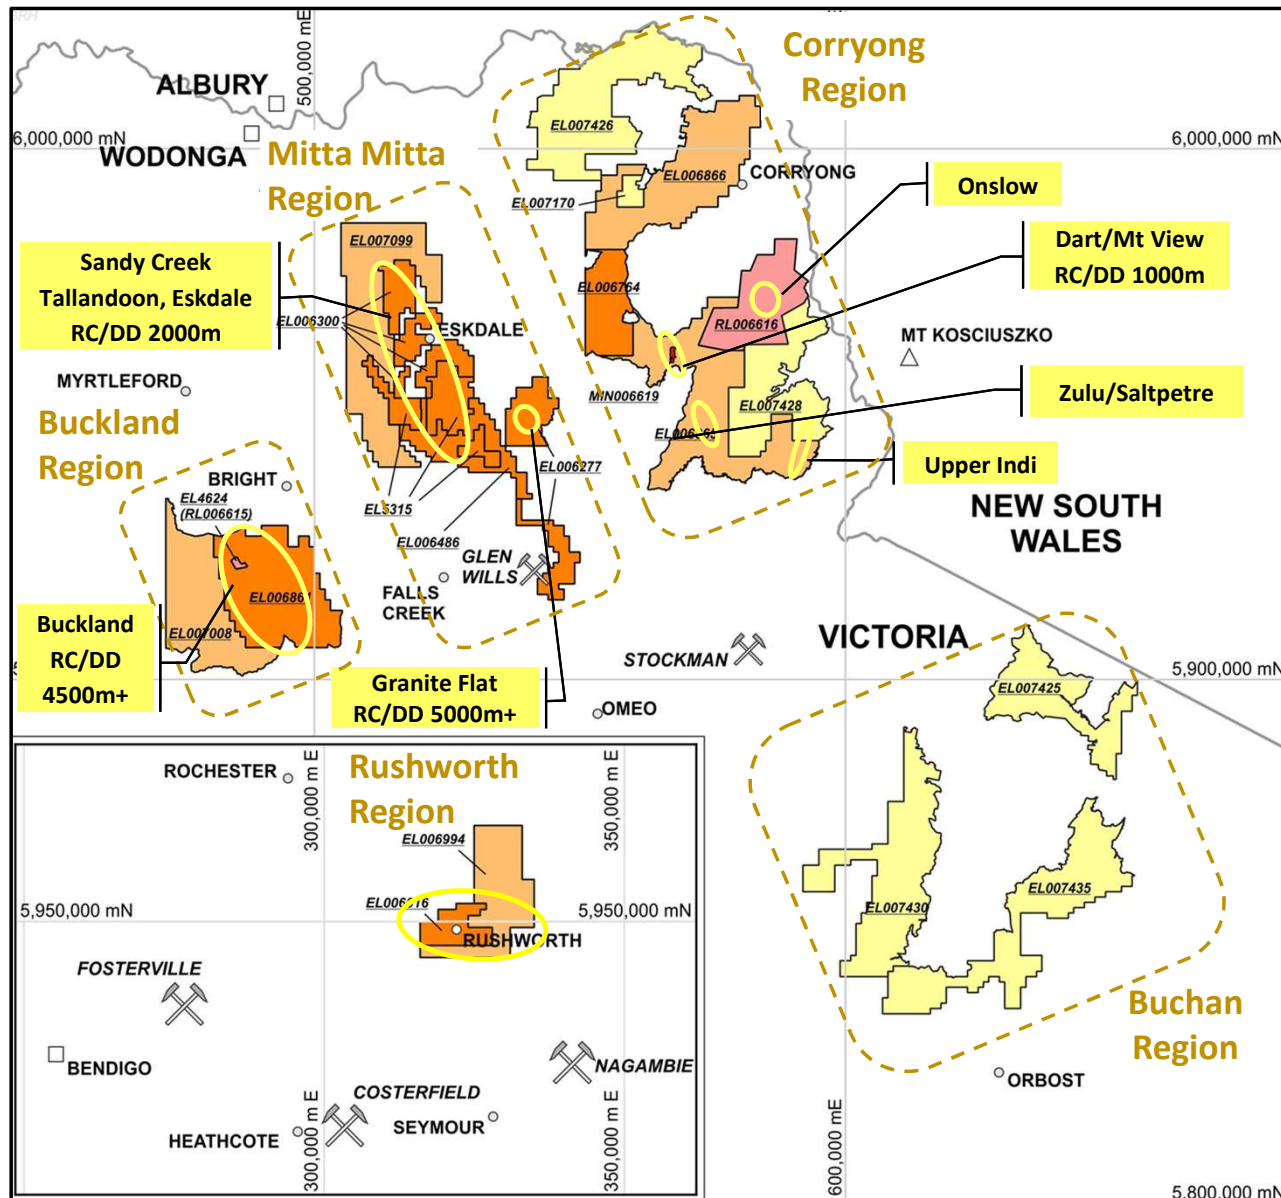 Corryong
Region
ALBURY
500,000 mE
6,000,000 mN
6,000,000 mN
WODONGA
EL007426
Mitta Mitta
Region
EL006866
CORRYONG
EL007170
Onslow
EL007099
Sandy Creek
Tallandoon, Eskdale
RC/DD 2000m
Dart/Mt View
RC/DD 1000m
EL006764
EL006300
ESKDALE
RL006616
MT KOSCIUSZKO
MYRTLEFORD
MIN006619
Zulu/Saltpetre
EL007428
Buckland
Region
EL006277
Upper Indi
BRIGHT
EL4624
(RL006615)
EL5315
NEW SOUTH
WALES
EL006486
GLEN
WILLS
FALLS
CREEK
EL007008
Buckland
RC/DD
4500m+
VICTORIA
STOCKMAN
Granite Flat
RC/DD 5000m+
5,900,000 mN
EL007425
OMEO
Rushworth
Region
ROCHESTER
300,000 m E
350,000 m E
EL006994
5,950,000 mN
5,950,000 mN
RUSHWORTH
EL007435
EL007430
FOSTERVILLE
Buchan
Region
BENDIGO
NAGAMBIE
ORBOST
COSTERFIELD
SEYMOUR
HEATHCOTE
300,000 m E
350,000 m E
600,000 mE
5,800,000 mN